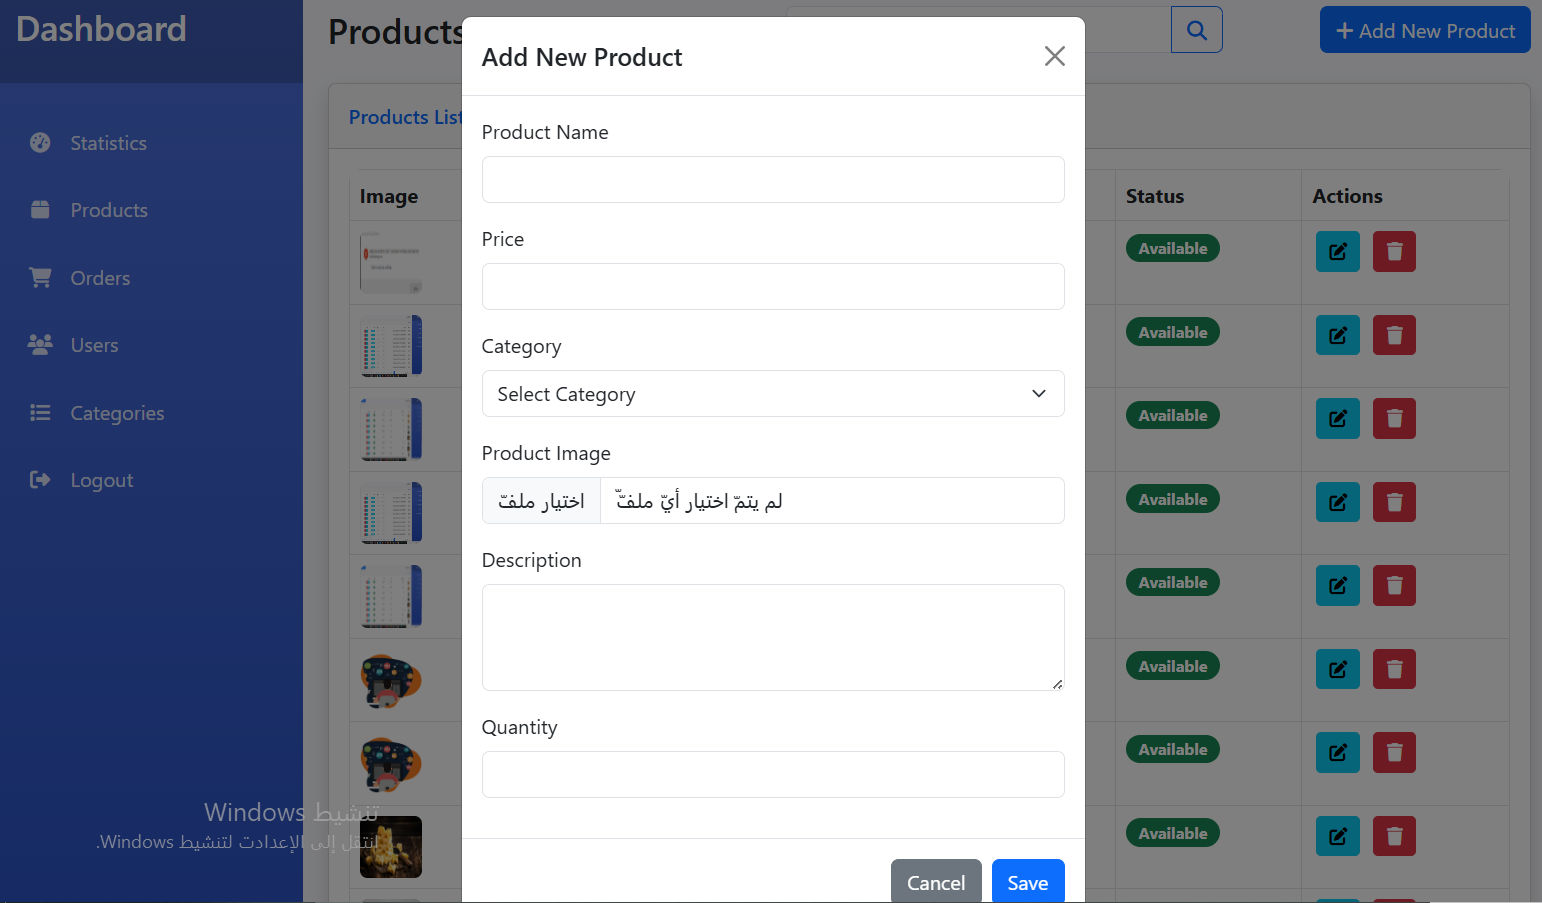 Dashboard
Statistics
Products
Orders
Users
Categories
Logout
Products
Add New Product
Products List
Image
Status
Actions
Available
Available
Available
Available
Available
Available
Available
Available
Add New Product
Product Name
Price
Category
Select Category
Product Image
اختيار ملفّ
لم يتمّ اختيار أيّ ملفّّ
Description
Quantity
Cancel
Save
تنشيط Windows
انتقل إلى الإعدادت لتنشيط Windows.